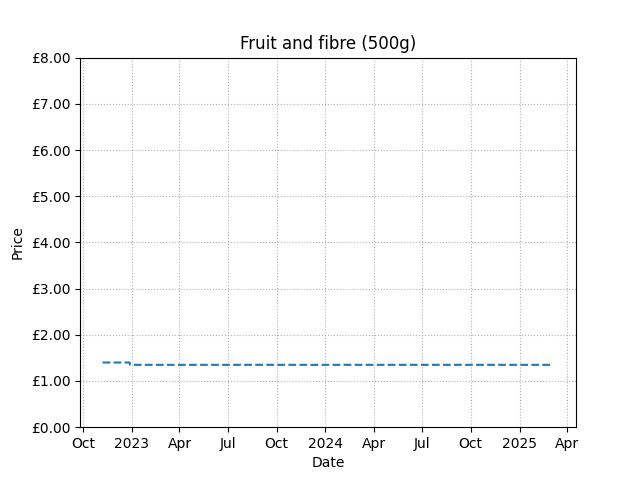 Fruit and fibre (500g)
£8.00
£7.00
£6.00
£5.00
£4.00
£3.00
£2.00
£1.00
£0.00
Price
Oct 2023 Apr Jul Oct 2024 Apr Jul Oct 2025 Apr
Date